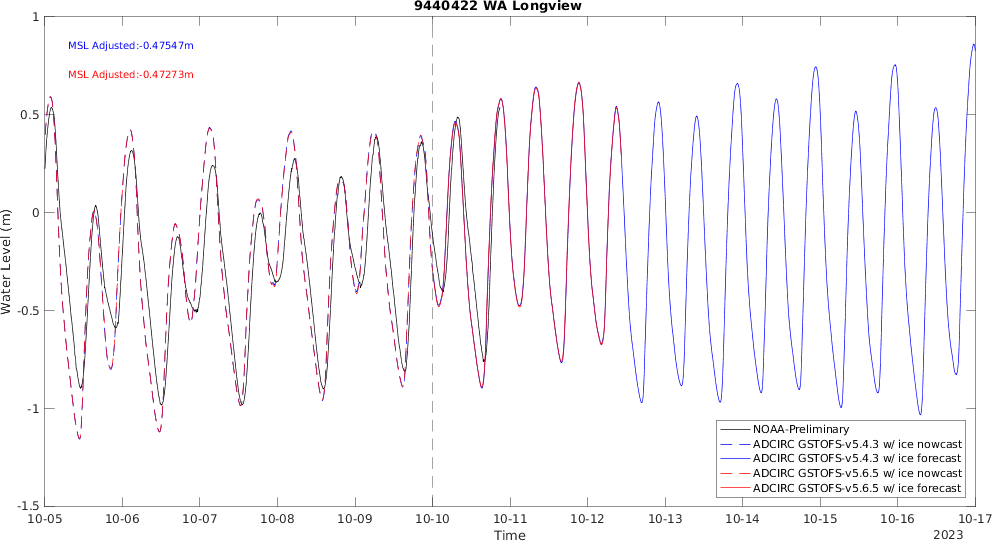 9440422 WA Longview
MSL Adjusted:-0.47547m
MSL Adjusted:-0.47273m
Water Level (m)
1
0.5
0
-0.5
-1
-1.5
NOAA-Preliminary
ADCIRC GSTOFS-v5.4.3 w/ ice nowcast
ADCIRC GSTOFS-v5.4.3 w/ ice forecast
ADCIRC GSTOFS-v5.6.5 w/ ice nowcast
ADCIRC GSTOFS-v5.6.5 w/ ice forecast
10-05 10-06 10-07 10-08 10-09 10-10 10-11 10-12 10-13 10-14 10-15 10-16 10-17
Time
2023